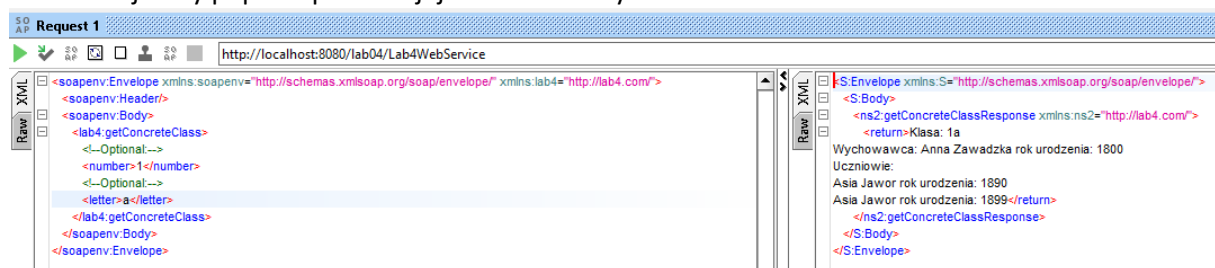 SO AP Request 1
http://localhost:8080/lab04/Lab4WebService
XML
Raw
<soapenv:Envelope xmlns:soapenv="http://schemas.xmlsoap.org/soap/envelope/" xmlns:lab4="http://lab4.com/">
<soapenv:Header/>
<soapenv:Body>
<lab4:getConcreteClass>
<!--Optional:-->
<number>1</number>
<!--Optional:-->
<letter>a</letter>
</lab4:getConcreteClass>
</soapenv:Body>
</soapenv:Envelope>
XML
Raw
<S:Envelope xmlns:S="http://schemas.xmlsoap.org/soap/envelope/">
<S:Body>
<ns2:getConcreteClassResponse xmlns:ns2="http://lab4.com/">
<return>Klasa: 1a
Wychowawca: Anna Zawadzka rok urodzenia: 1800
Uczniowie:
Asia Jawor rok urodzenia: 1890
Asia Jawor rok urodzenia: 1899</return>
</ns2:getConcreteClassResponse>
</S:Body>
</S:Envelope>